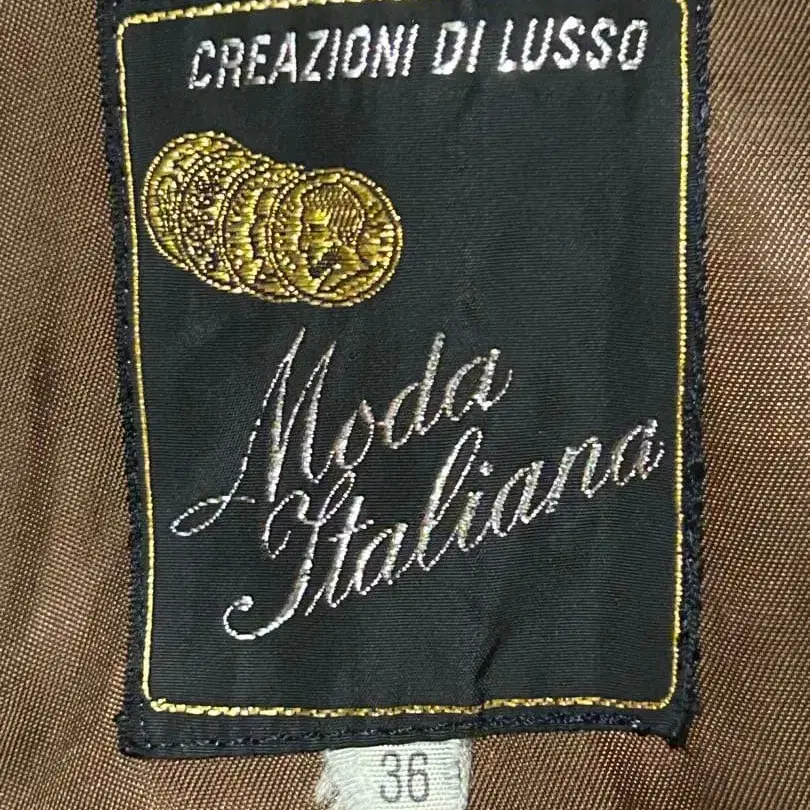 CREAZIONI DI LUSSO
Moda
Italiana
36